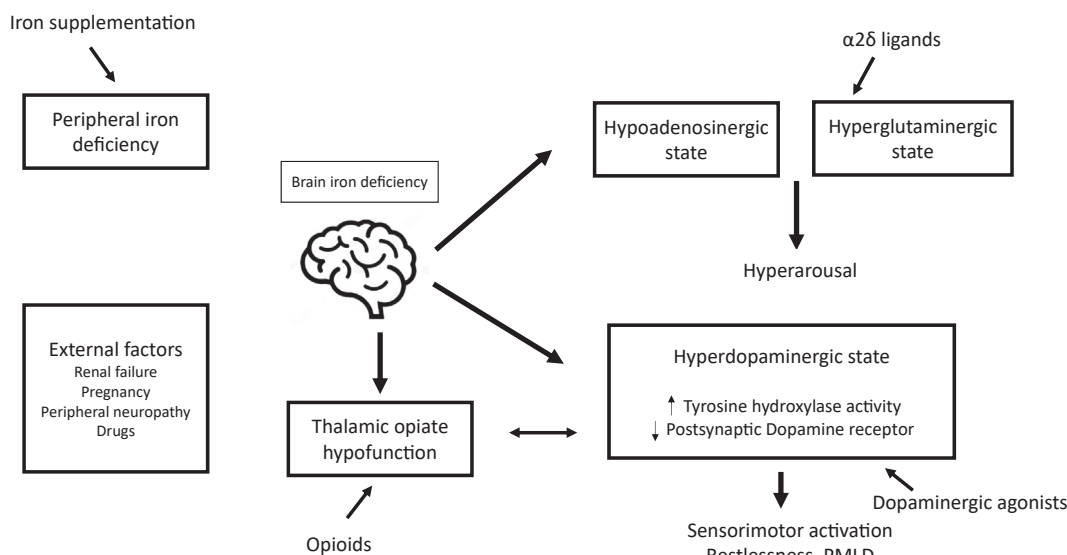 Iron supplementation
Peripheral iron
deficiency
External factors
Renal failure
Pregnancy
Peripheral neuropathy
Drugs
Brain iron deficiency
Thalamic opiate
hypofunction
Opioids
α2δ ligands
Hypoadenosinergic
state
Hyperglutaminergic
state
Hyperarousal
Hyperdopaminergic state
↑ Tyrosine hydroxylase activity
↓ Postsynaptic Dopamine receptor
Dopaminergic agonists
Sensorimotor activation